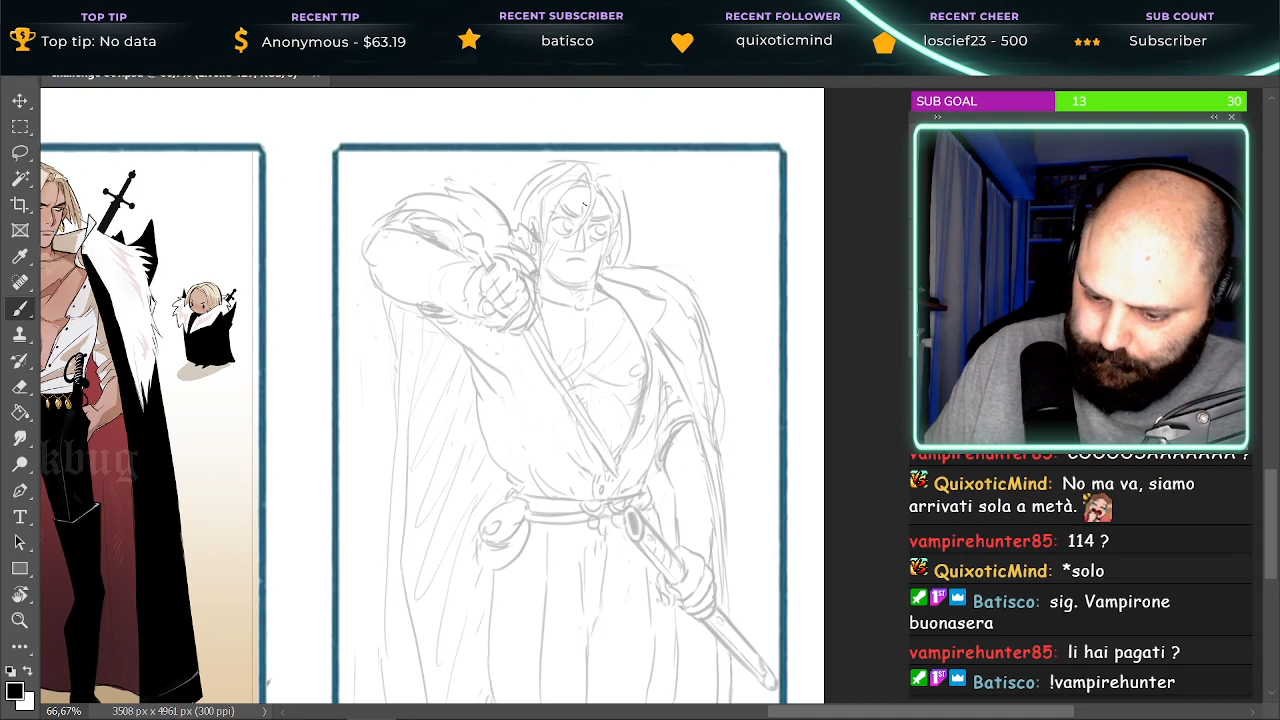 TOP TIP
Top tip: No data
RECENT TIP
Anonymous - $63.19
RECENT SUBSCRIBER
batisco
RECENT FOLLOWER
quixoticmind
RECENT CHEER
loscief23 - 500
SUB COUNT
Subscriber
SUB GOAL
13
30
vampirehunter85:
QuixoticMind: No ma va, siamo
arrivati sola a metà.
vampirehunter85: 114 ?
QuixoticMind: *solo
Batisco: sig. Vampirone
buonasera
vampirehunter85: li hai pagati ?
Batisco: !vampirehunter
kbug
66,67%
3508 px x 4961 px (300 ppi)